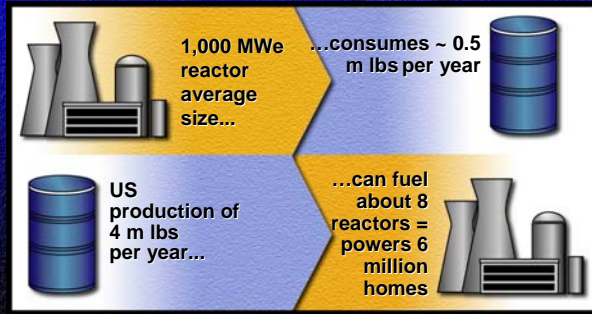 1,000 MWe
reactor
average
size...
...consumes ~ 0.5
m lbs per year
US
production of
4 m lbs
per year...
...can fuel
about 8
reactors =
powers 6
million
homes